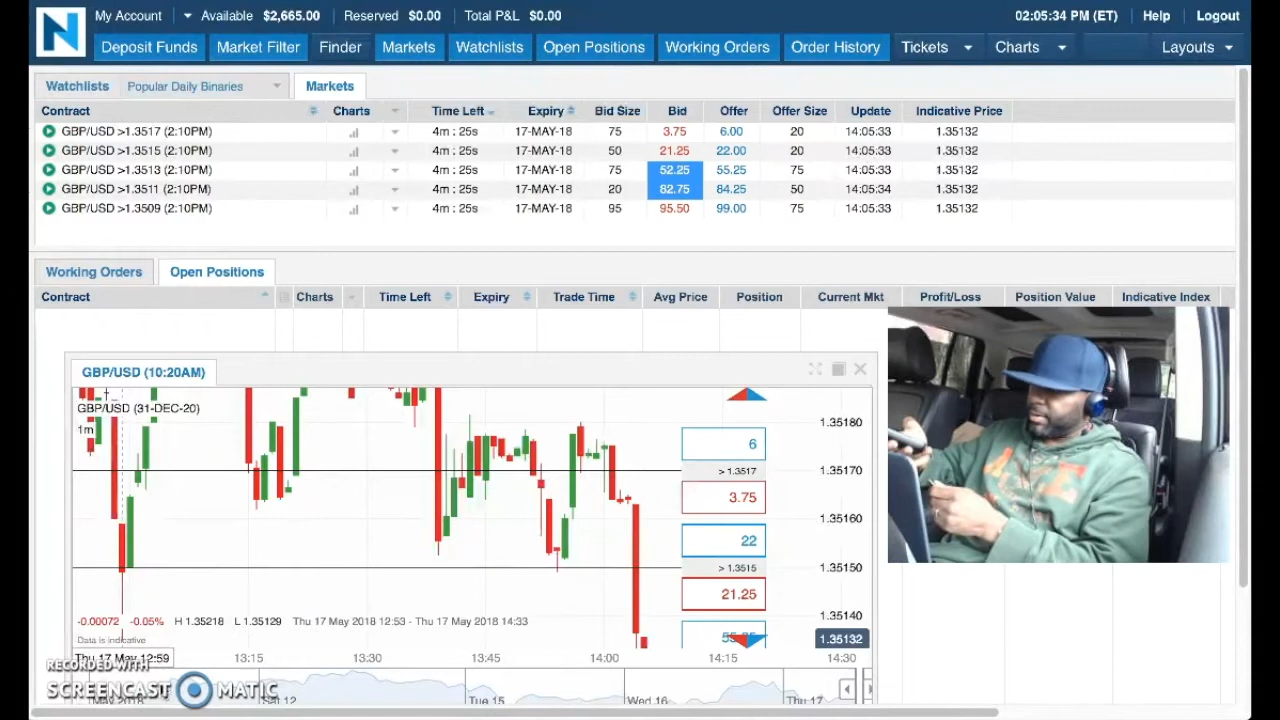 My Account Available $2,665.00 Reserved $0.00 Total P&L $0.00 02:05:34 PM (ET) Help Logout
N
Deposit Funds Market Filter Finder Markets Watchlists Open Positions Working Orders Order History Tickets Charts Layouts
Watchlists Popular Daily Binaries Markets
Contract Charts Time Left Expiry Bid Size Bid Offer Offer Size Update Indicative Price
GBP/USD >1.3517 (2:10PM) 4m : 25s 17-MAY-18 75 3.75 6.00 20 14:05:33 1.35132
GBP/USD >1.3515 (2:10PM) 4m : 25s 17-MAY-18 50 21.25 22.00 20 14:05:33 1.35132
GBP/USD >1.3513 (2:10PM) 4m : 25s 17-MAY-18 75 52.25 55.25 75 14:05:33 1.35132
GBP/USD >1.3511 (2:10PM) 4m : 25s 17-MAY-18 20 82.75 84.25 50 14:05:34 1.35132
GBP/USD >1.3509 (2:10PM) 4m : 25s 17-MAY-18 95 95.50 99.00 75 14:05:33 1.35132
Working Orders Open Positions
Contract Charts Time Left Expiry Trade Time Avg Price Position Current Mkt Profit/Loss Position Value Indicative Index
GBP/USD (10:20AM)
GBP/USD (31-DEC-20)
1m
1.35180
6
> 1.3517
1.35170
3.75
1.35160
22
> 1.3515
1.35150
21.25
1.35140
-0.00072 -0.05% H 1.35218 L 1.35129 Thu 17 May 2018 12:53 - Thu 17 May 2018 14:33
Data is indicative
1.35132
Thu 17 May 12:59 13:15 13:30 13:45 14:00 14:15 14:30
RECORDED WITH
SCREENCAST MATIC
May 2018 Sat 12 Tue 15 Wed 16 Thu 17